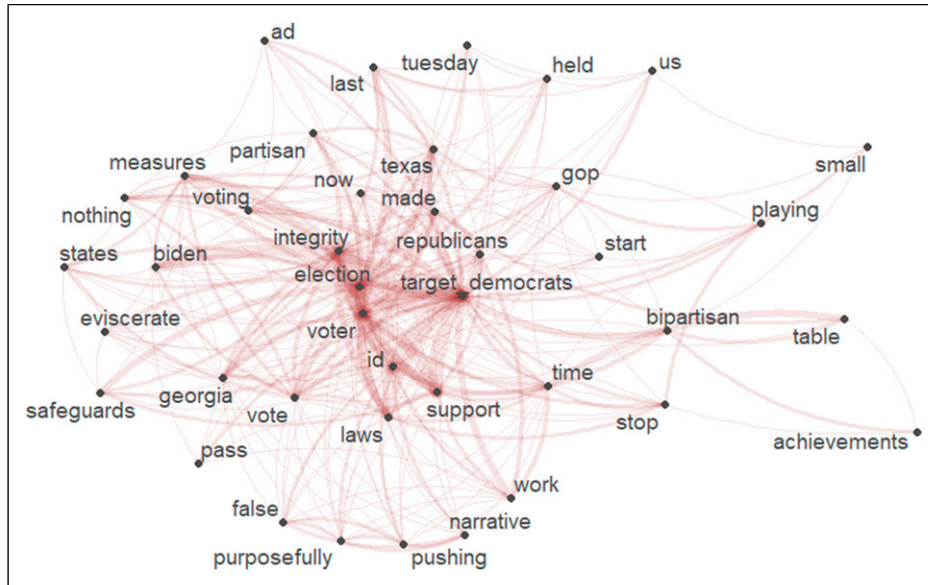 ad
tuesday
last
held
us
partisan
texas
small
measures
now
gop
nothing
voting
made
playing
integrity
republicans
start
states
biden
election
target
democrats
eviscerate
voter
bipartisan
table
id
time
safeguards
georgia
vote
support
laws
stop
achievements
pass
work
false
narrative
purposefully
pushing